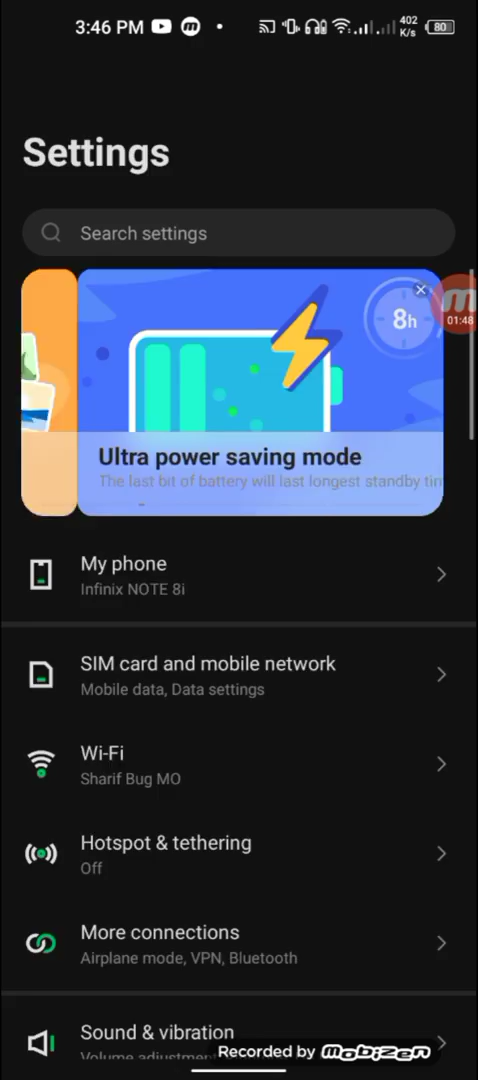 3:46 PM
402
K/s
80
Settings
Search settings
8h
01:48
Ultra power saving mode
The last bit of battery will last longest standby tim
My phone
Infinix NOTE 8i
SIM card and mobile network
Mobile data, Data settings
Wi-Fi
Sharif Bug MO
Hotspot & tethering
Off
More connections
Airplane mode, VPN, Bluetooth
Sound & vibration
Volume adjustment
Recorded by MOBIZEN